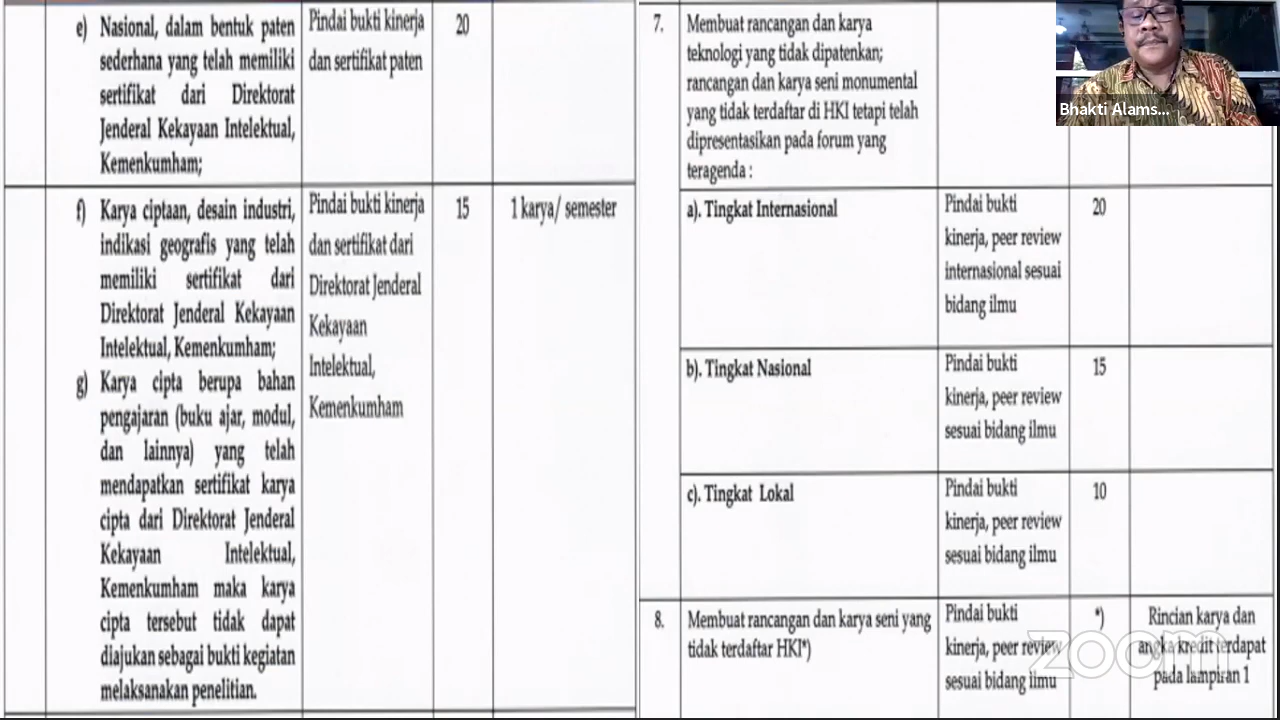 e) Nasional, dalam bentuk paten
sederhana yang telah memiliki
sertifikat dari Direktorat
Jenderal Kekayaan Intelektual,
Kemenkumham;
Pindai bukti kinerja
dan sertifikat paten
20
f) Karya ciptaan, desain industri,
indikasi geografis yang telah
memiliki sertifikat dari
Direktorat Jenderal Kekayaan
Intelektual, Kemenkumham;
g) Karya cipta berupa bahan
pengajaran (buku ajar, modul,
dan lainnya) yang telah
mendapatkan sertifikat karya
cipta dari Direktorat Jenderal
Kekayaan Intelektual,
Kemenkumham maka karya
cipta tersebut tidak dapat
diajukan sebagai bukti kegiatan
melaksanakan penelitian.
Pindai bukti kinerja
dan sertifikat dari
Direktorat Jenderal
Kekayaan
Intelektual,
Kemenkumham
15
1 karya/ semester
7. Membuat rancangan dan karya
teknologi yang tidak dipatenkan;
rancangan dan karya seni monumental
yang tidak terdaftar di HKI tetapi telah
dipresentasikan pada forum yang
teragenda :
a). Tingkat Internasional
Pindai bukti
kinerja, peer review
internasional sesuai
bidang ilmu
20
b). Tingkat Nasional
Pindai bukti
kinerja, peer review
sesuai bidang ilmu
15
c). Tingkat Lokal
Pindai bukti
kinerja, peer review
sesuai bidang ilmu
10
8. Membuat rancangan dan karya seni yang
tidak terdaftar HKI*)
Pindai bukti
kinerja, peer review
sesuai bidang ilmu
*)
Rincian karya dan
angka kredit terdapat
pada lampiran 1
Bhakti Alams...
zoom